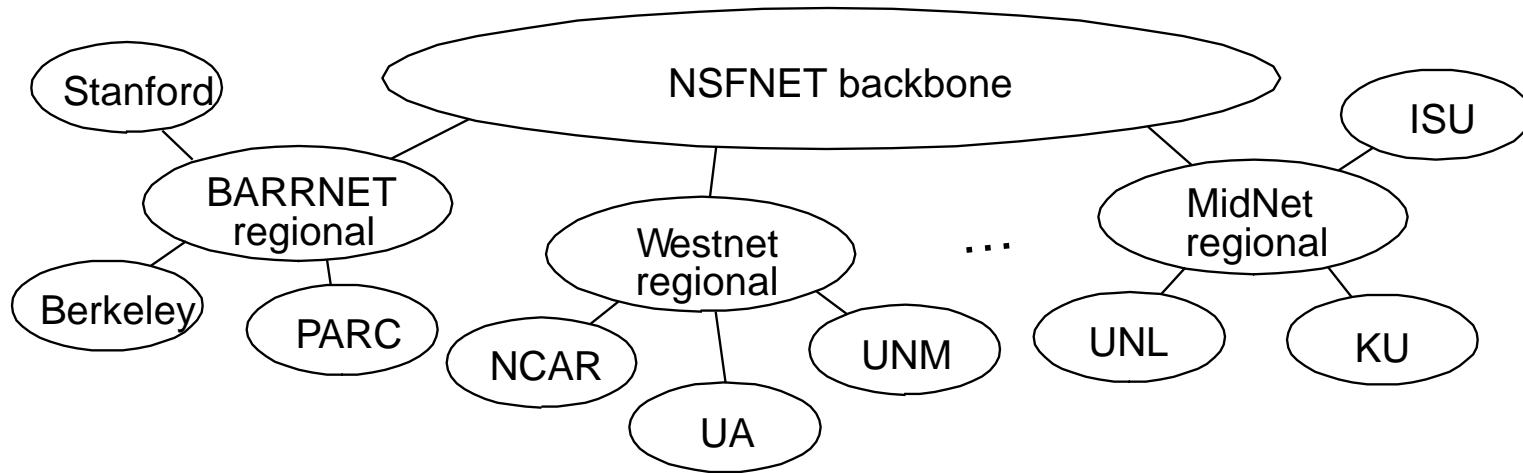 NSFNET backbone
Stanford
ISU
BARRNET
regional
MidNet
regional
Westnet
regional
...
Berkeley
PARC
NCAR
UA
UNM
UNL
KU